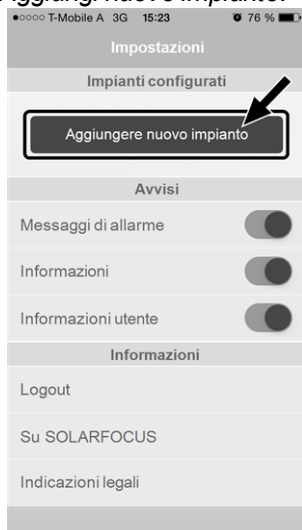 Aggiungi nuovo impianto.
T-Mobile A 3G 15:23 76 %
Impostazioni
Impianti configurati
Aggiungere nuovo impianto
Avvisi
Messaggi di allarme
Informazioni
Informazioni utente
Informazioni
Logout
Su SOLARFOCUS
Indicazioni legali